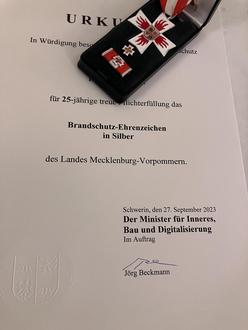 URKU
In Würdigung beso
schutz
für 25-jährige treue Pflichterfüllung das
Brandschutz-Ehrenzeichen
in Silber
des Landes Mecklenburg-Vorpommern.
Schwerin, den 27. September 2023
Der Minister für Inneres,
Bau und Digitalisierung
Im Auftrag
Jörg Beckmann